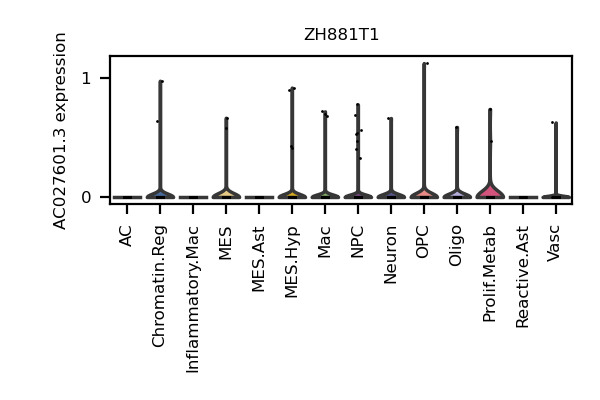 ZH881T1
AC027601.3 expression
1
0
AC
Chromatin.Reg
Inflammatory.Mac
MES
MES.Ast
MES.Hyp
Mac
NPC
Neuron
OPC
Oligo
Prolif.Metab
Reactive.Ast
Vasc